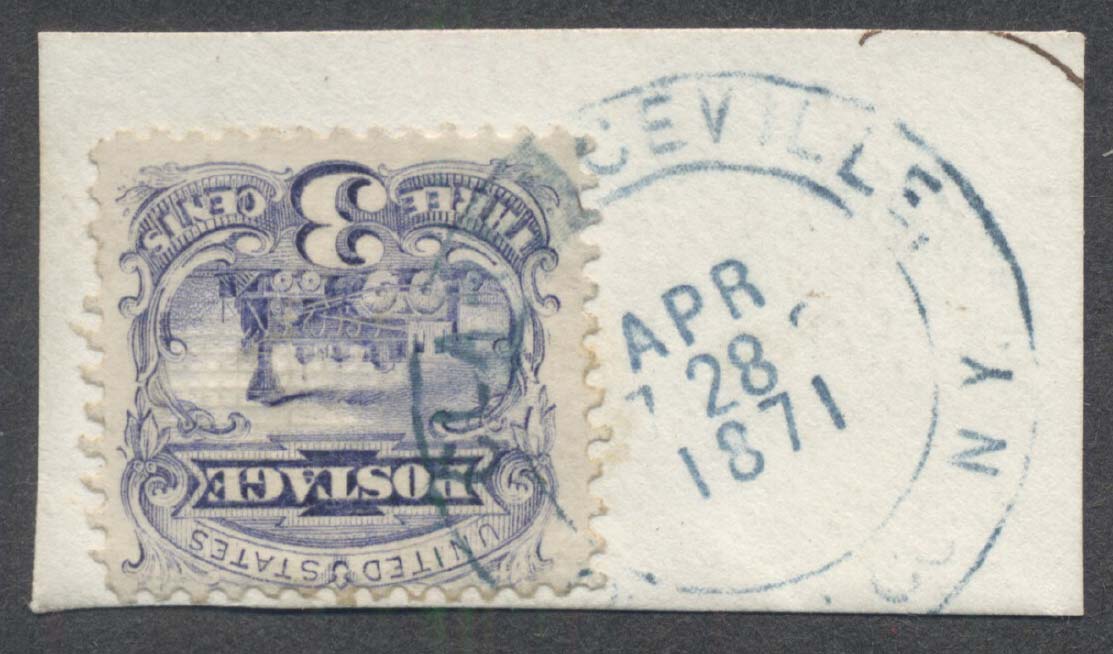 UNITED STATES
POSTAGE
THREE 3 CENTS
CEVILLE
N Y
APR
28
1871